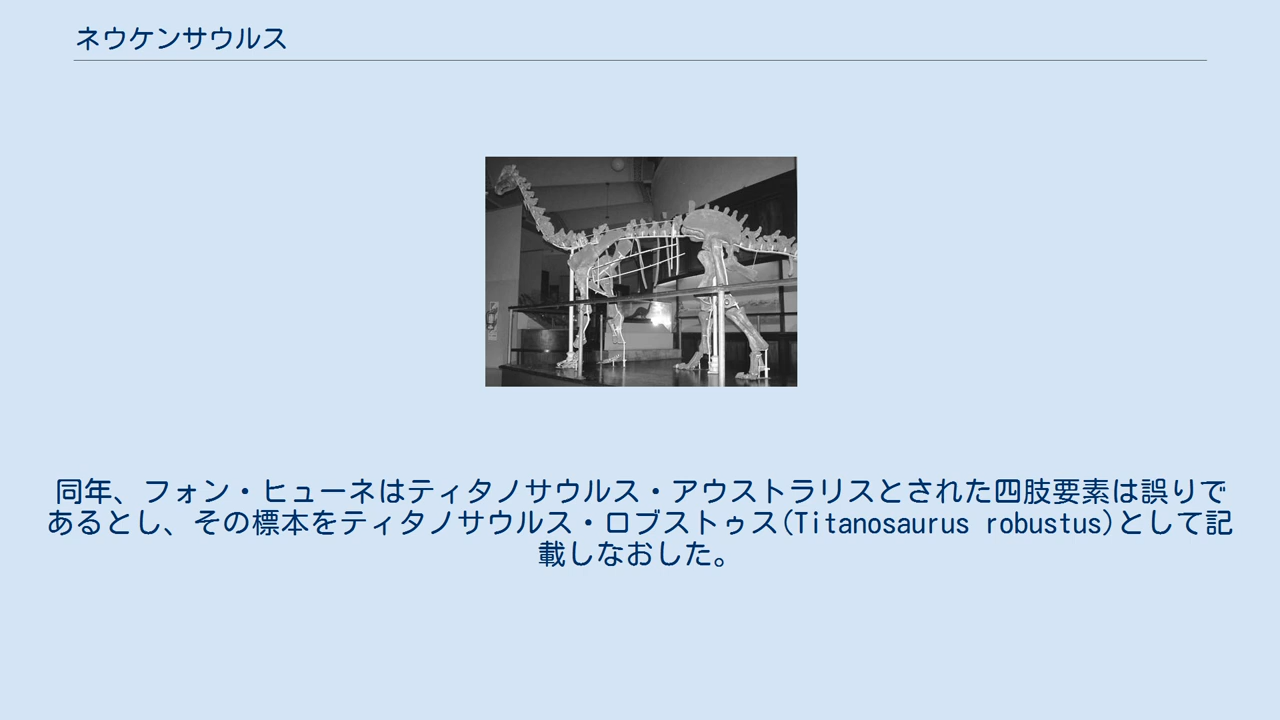 ネウケンサウルス
同年、フォン・ヒューネはティタノサウルス・アウストラリスとされた四肢要素は誤りで
あるとし、その標本をティタノサウルス・ロブストゥス(Titanosaurus robustus)として記
載しなおした。